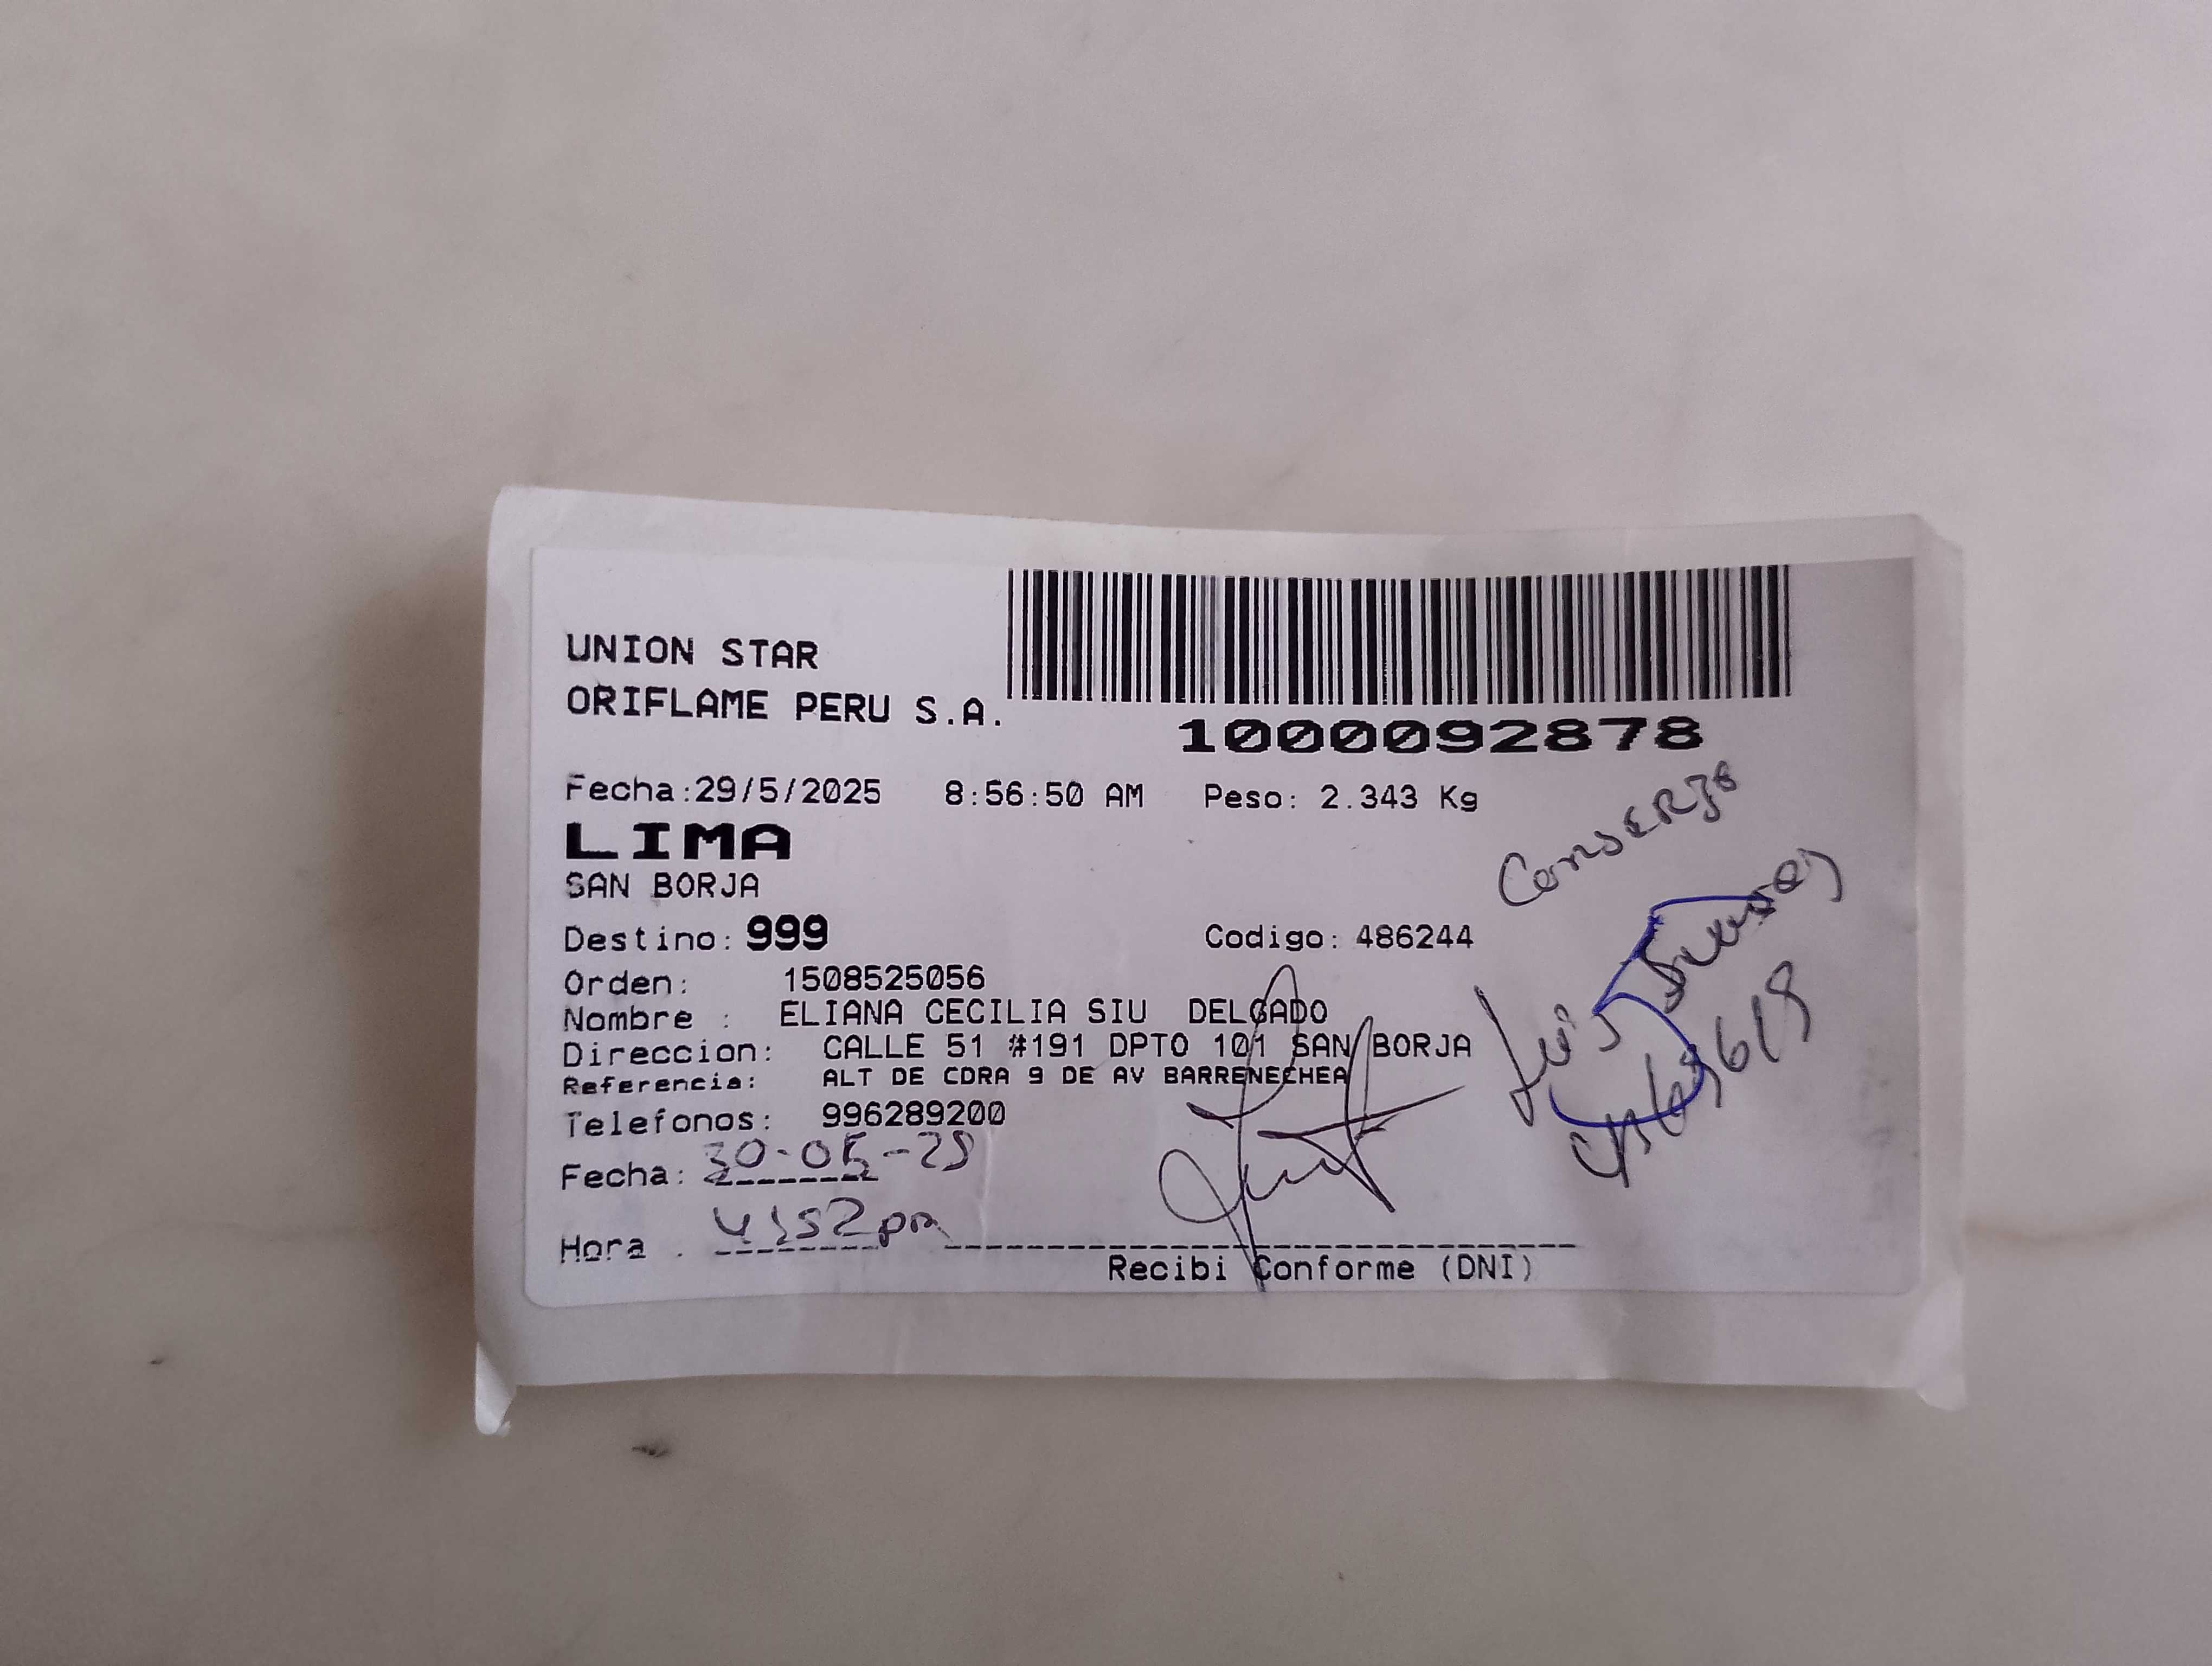 UNION STAR
ORIFLAME PERU S.A.
1000092878
Fecha:29/5/2025 8:56:50 AM Peso: 2.343 Kg
LIMA
SAN BORJA
Destino: 999 Codigo: 486244
Orden: 1508525056
Nombre : ELIANA CECILIA SIU DELGADO
Direccion: CALLE 51 #191 DPTO 101 SAN BORJA
Referencia: ALT DE CDRA 9 DE AV BARRENECHEA
Telefonos: 996289200
Fecha: 30-05-25
Hora : 4:52pm
Recibi Conforme (DNI)
Conserje
Luis